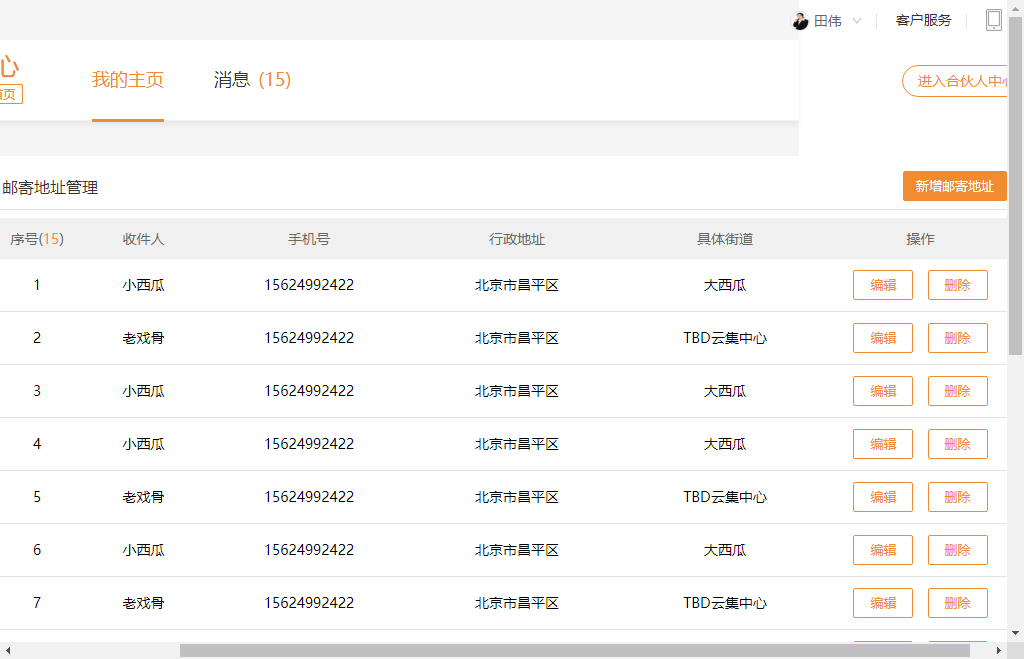 田伟 客户服务
心
首页
我的主页 消息 (15) 进入合伙人中心
邮寄地址管理 新增邮寄地址
序号(15) 收件人 手机号 行政地址 具体街道 操作
1 小西瓜 15624992422 北京市昌平区 大西瓜 编辑 删除
2 老戏骨 15624992422 北京市昌平区 TBD云集中心 编辑 删除
3 小西瓜 15624992422 北京市昌平区 大西瓜 编辑 删除
4 小西瓜 15624992422 北京市昌平区 大西瓜 编辑 删除
5 老戏骨 15624992422 北京市昌平区 TBD云集中心 编辑 删除
6 小西瓜 15624992422 北京市昌平区 大西瓜 编辑 删除
7 老戏骨 15624992422 北京市昌平区 TBD云集中心 编辑 删除